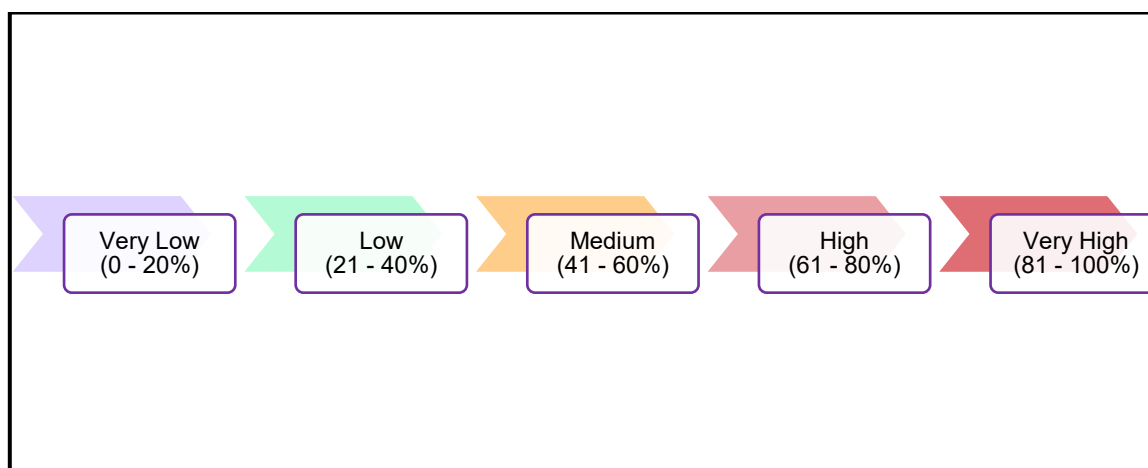 Very Low
(0 - 20%)
Low
(21 - 40%)
Medium
(41 - 60%)
High
(61 - 80%)
Very High
(81 - 100%)